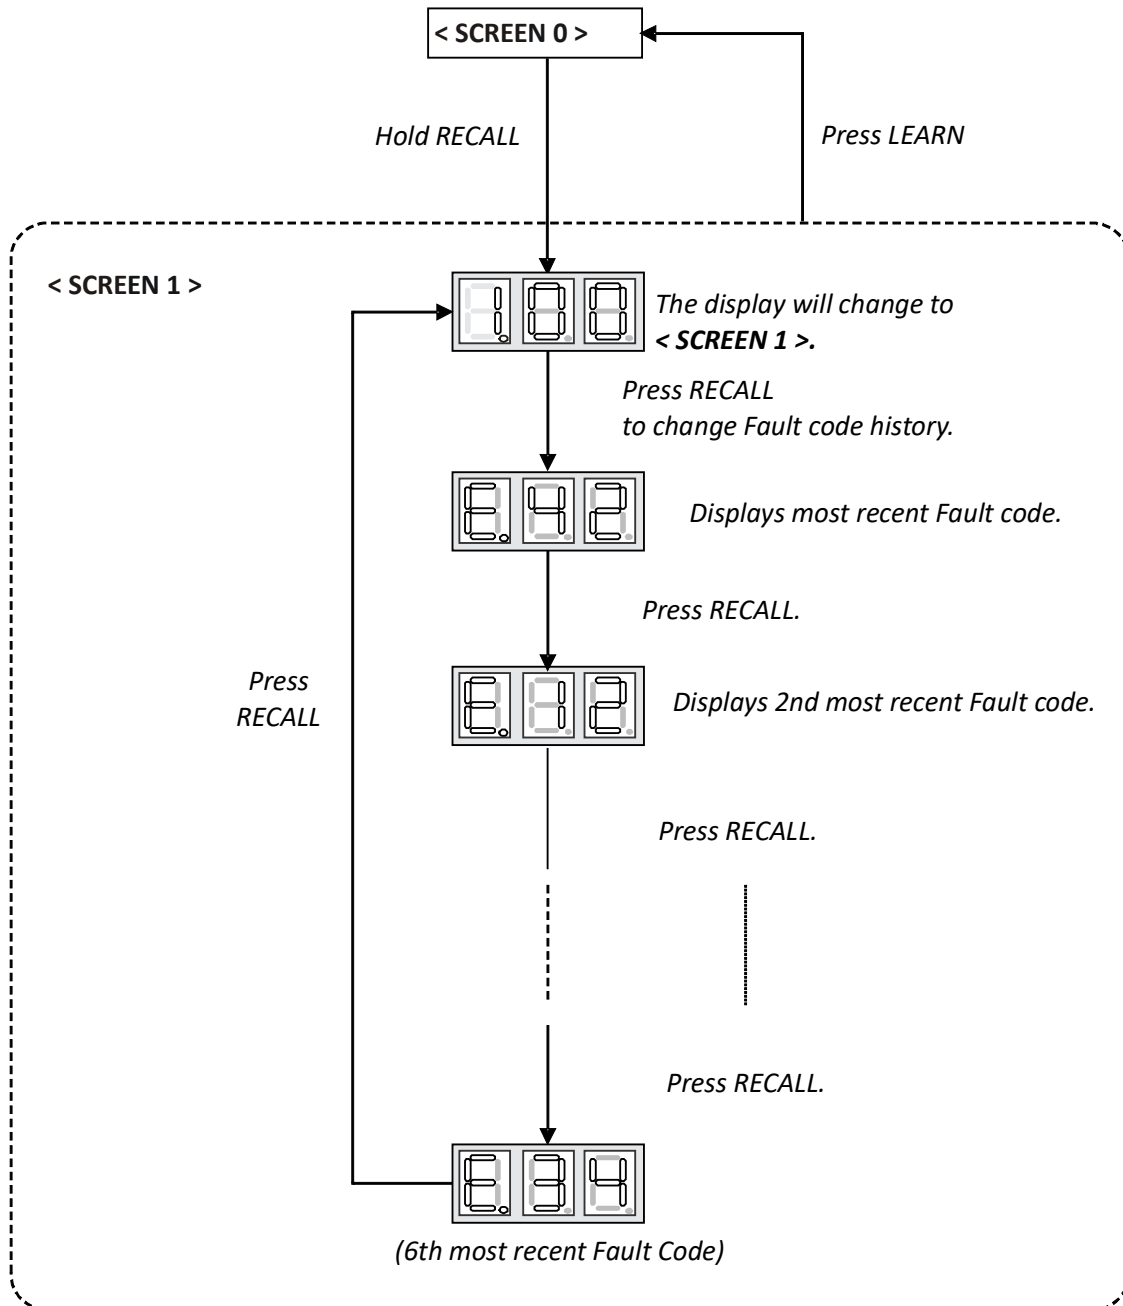 < SCREEN 0 >
Hold RECALL
Press LEARN
< SCREEN 1 >
1.00
The display will change to
< SCREEN 1 >.
Press RECALL
to change Fault code history.
E.42
Displays most recent Fault code.
Press RECALL.
Press
RECALL
E.12
Displays 2nd most recent Fault code.
Press RECALL.
Press RECALL.
E.34
(6th most recent Fault Code)